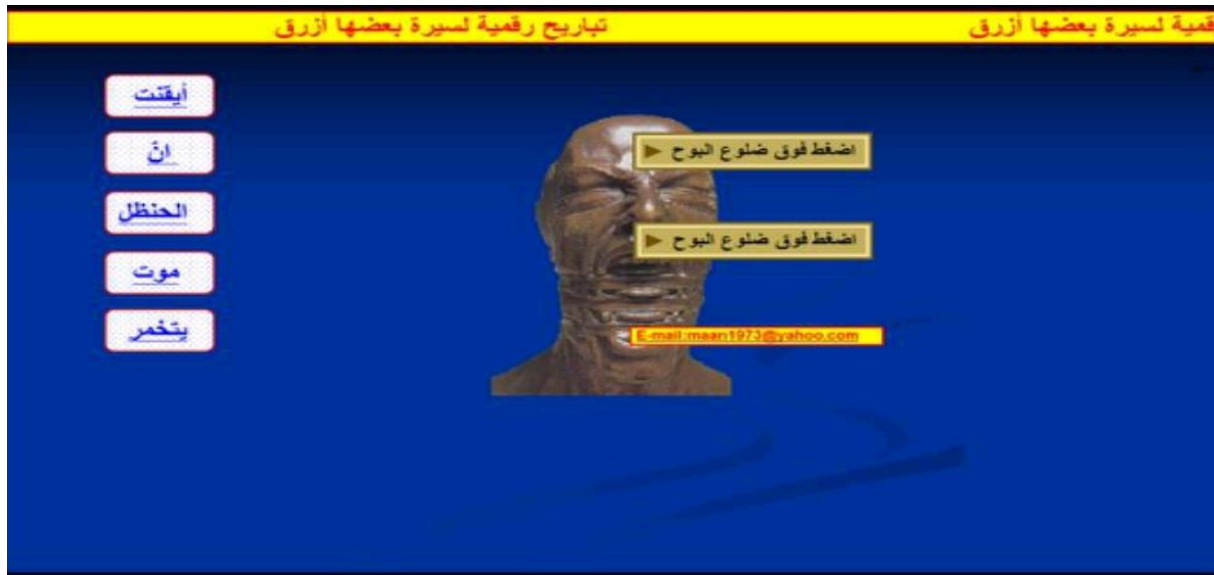 تباريح رقمية لسيرة بعضها أزرق
قمية لسيرة بعضها أزرق
أيقنت
انّ
الحنظل
موت
يتخمر
اضغط فوق ضلوع البوح
اضغط فوق ضلوع البوح
E-mail:maan1973@yahoo.com